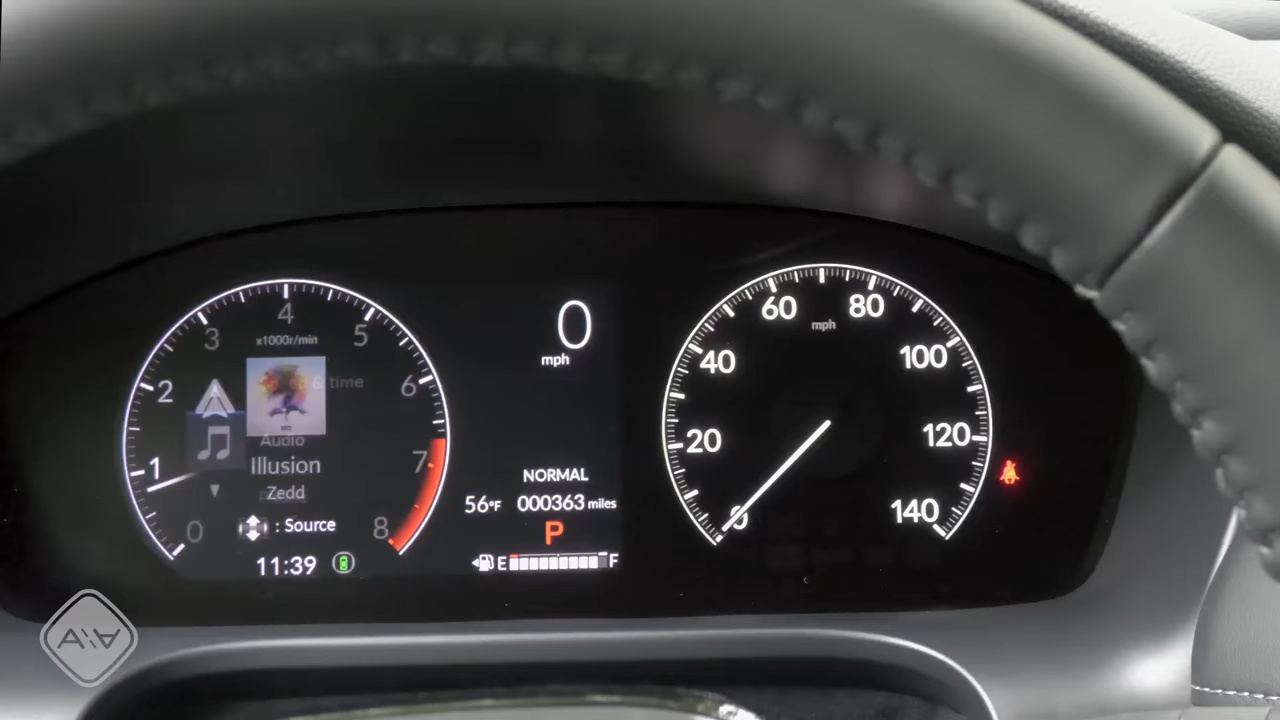 4
3
5
x1000r/min
2
6
& time
Audio
1
7
Illusion
Zedd
0
: Source
8
11:39
0
mph
NORMAL
56°F 000363 miles
P
E F
60 80
mph
40 100
20 120
0 140